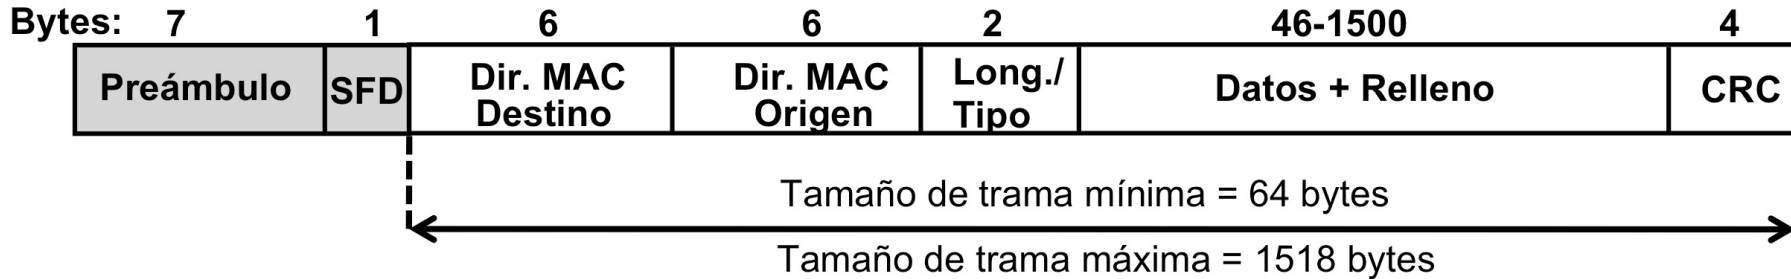 Bytes: 7 1 6 6 2 46-1500 4
Preámbulo SFD Dir. MAC Destino Dir. MAC Origen Long./ Tipo Datos + Relleno CRC
Tamaño de trama mínima = 64 bytes
Tamaño de trama máxima = 1518 bytes